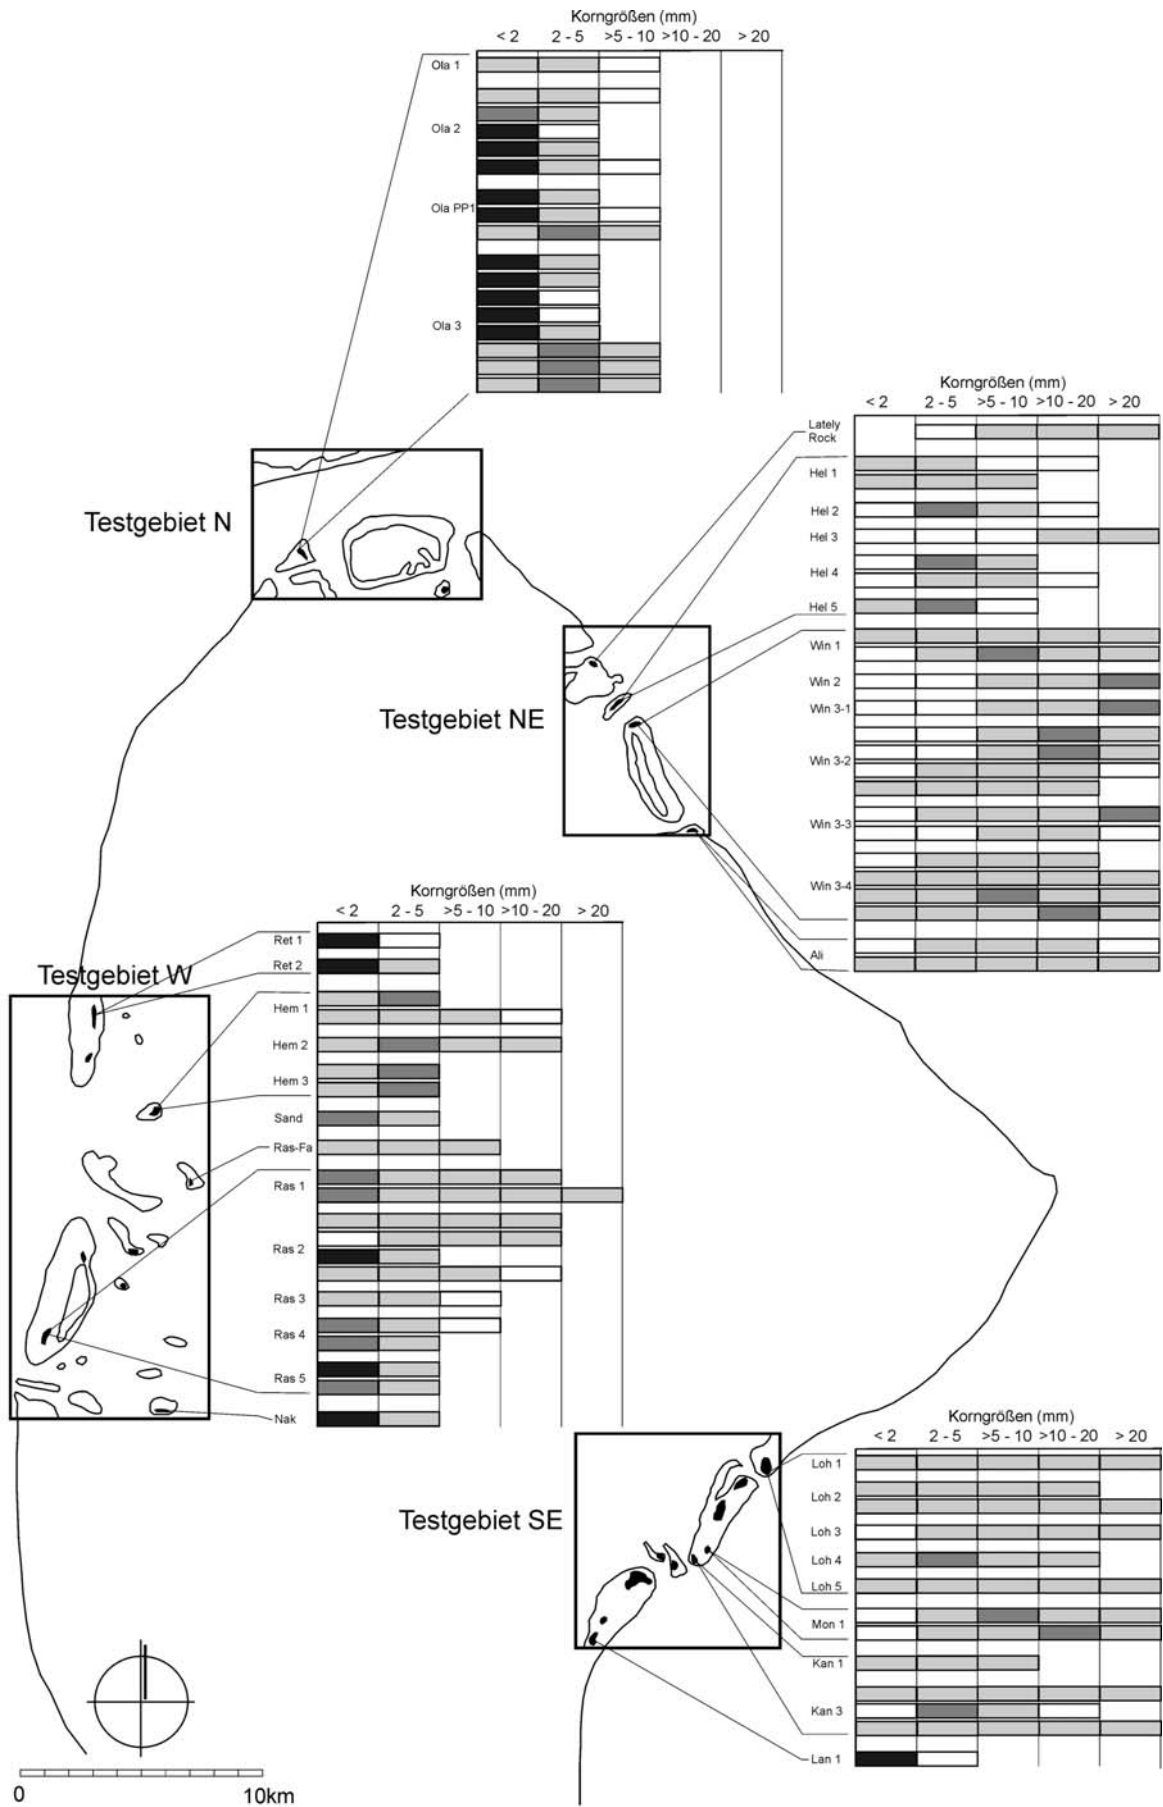 Korngrößen (mm)
< 2 2 - 5 >5 - 10 >10 - 20 > 20
Ola 1
Ola 2
Ola PP1
Ola 3
Testgebiet N
Korngrößen (mm)
< 2 2 - 5 >5 - 10 >10 - 20 > 20
Lately
Rock
Hel 1
Hel 2
Hel 3
Hel 4
Hel 5
Win 1
Win 2
Win 3-1
Win 3-2
Win 3-3
Win 3-4
Ali
Testgebiet NE
Korngrößen (mm)
< 2 2 - 5 >5 - 10 >10 - 20 > 20
Ret 1
Ret 2
Hem 1
Hem 2
Hem 3
Sand
Ras-Fa
Ras 1
Ras 2
Ras 3
Ras 4
Ras 5
Nak
Testgebiet W
Korngrößen (mm)
< 2 2 - 5 >5 - 10 >10 - 20 > 20
Loh 1
Loh 2
Loh 3
Loh 4
Loh 5
Mon 1
Kan 1
Kan 3
Lan 1
Testgebiet SE
0 10km